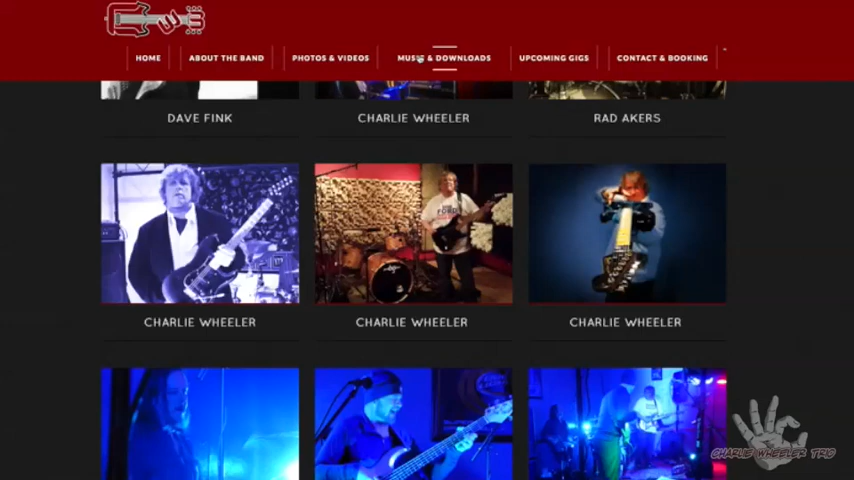 HOME
ABOUT THE BAND
PHOTOS & VIDEOS
MUSIC & DOWNLOADS
UPCOMING GIGS
CONTACT & BOOKING
DAVE FINK
CHARLIE WHEELER
RAD AKERS
CHARLIE WHEELER
CHARLIE WHEELER
CHARLIE WHEELER
CHARLIE WHEELER TRIO